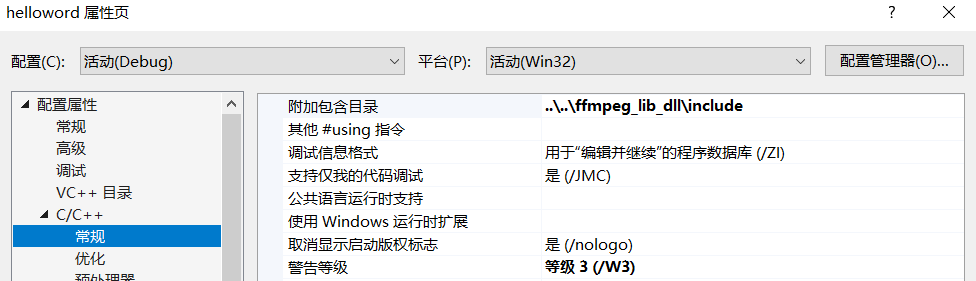 helloword 属性页
配置(C): 活动(Debug) 平台(P): 活动(Win32) 配置管理器(O)...
配置属性
常规
高级
调试
VC++ 目录
C/C++
常规
优化
预处理器
附加包含目录 ..\..\ffmpeg_lib_dll\include
其他 #using 指令
调试信息格式 用于“编辑并继续”的程序数据库 (/ZI)
支持仅我的代码调试 是 (/JMC)
公共语言运行时支持
使用 Windows 运行时扩展
取消显示启动版权标志 是 (/nologo)
警告等级 等级 3 (/W3)